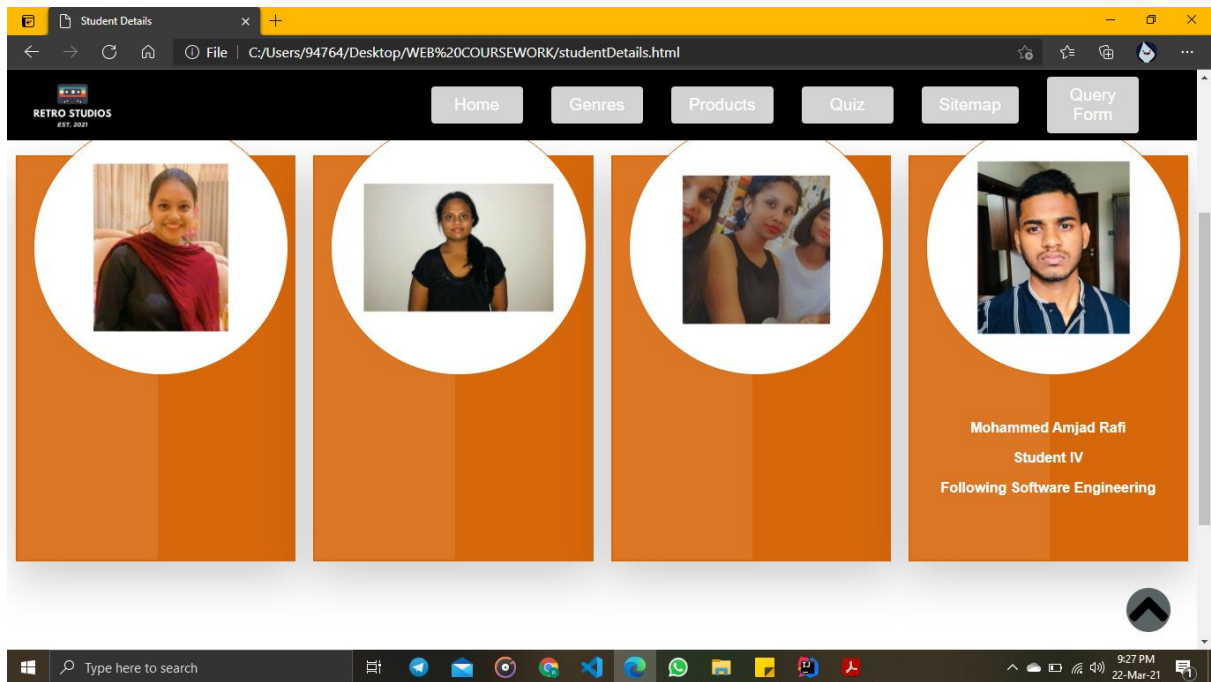 Student Details
File
C:/Users/94764/Desktop/WEB%20COURSEWORK/studentDetails.html
RETRO STUDIOS
EST. 2021
Home
Genres
Products
Quiz
Sitemap
Query
Form
Mohammed Amjad Rafi
Student IV
Following Software Engineering
Type here to search
9:27 PM
22-Mar-21
1